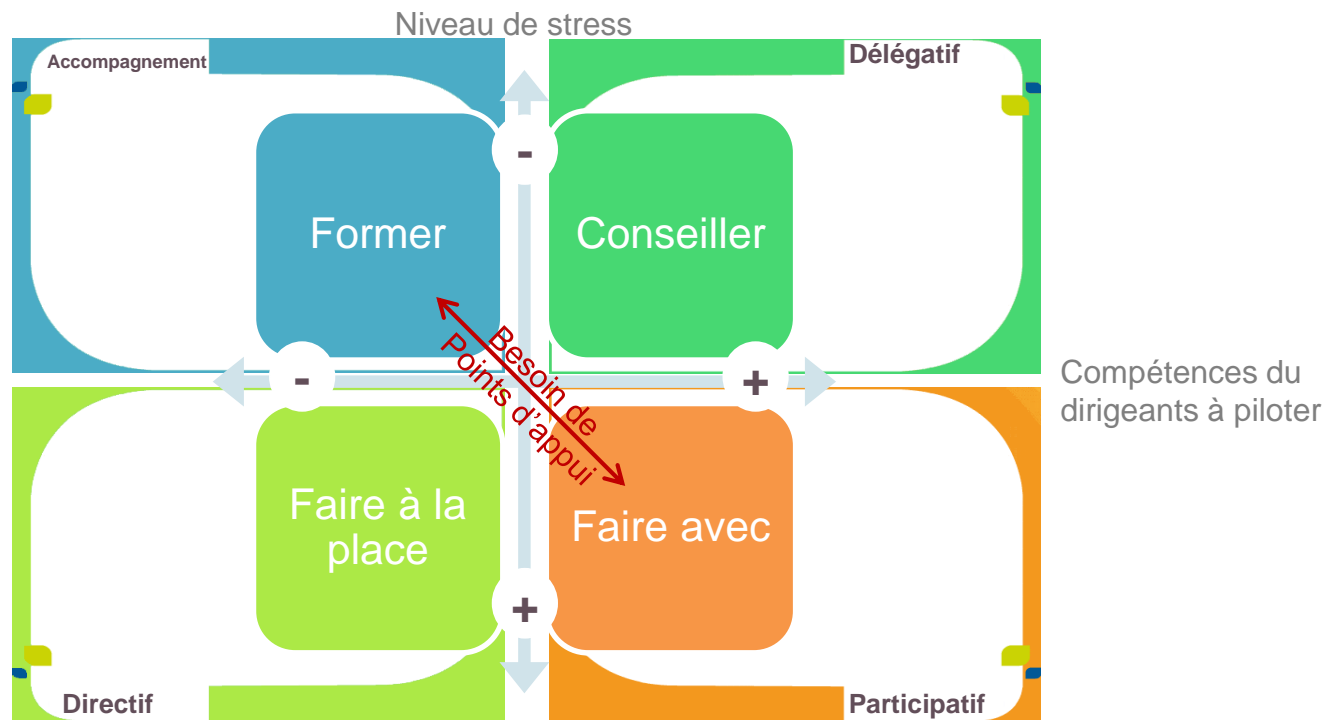 Niveau de stress
Accompagnement
Délégatif
-
Former
Conseiller
Besoin de
Points d'appui
-
+
Compétences du
dirigeants à piloter
Faire à la
place
Faire avec
+
Directif
Participatif